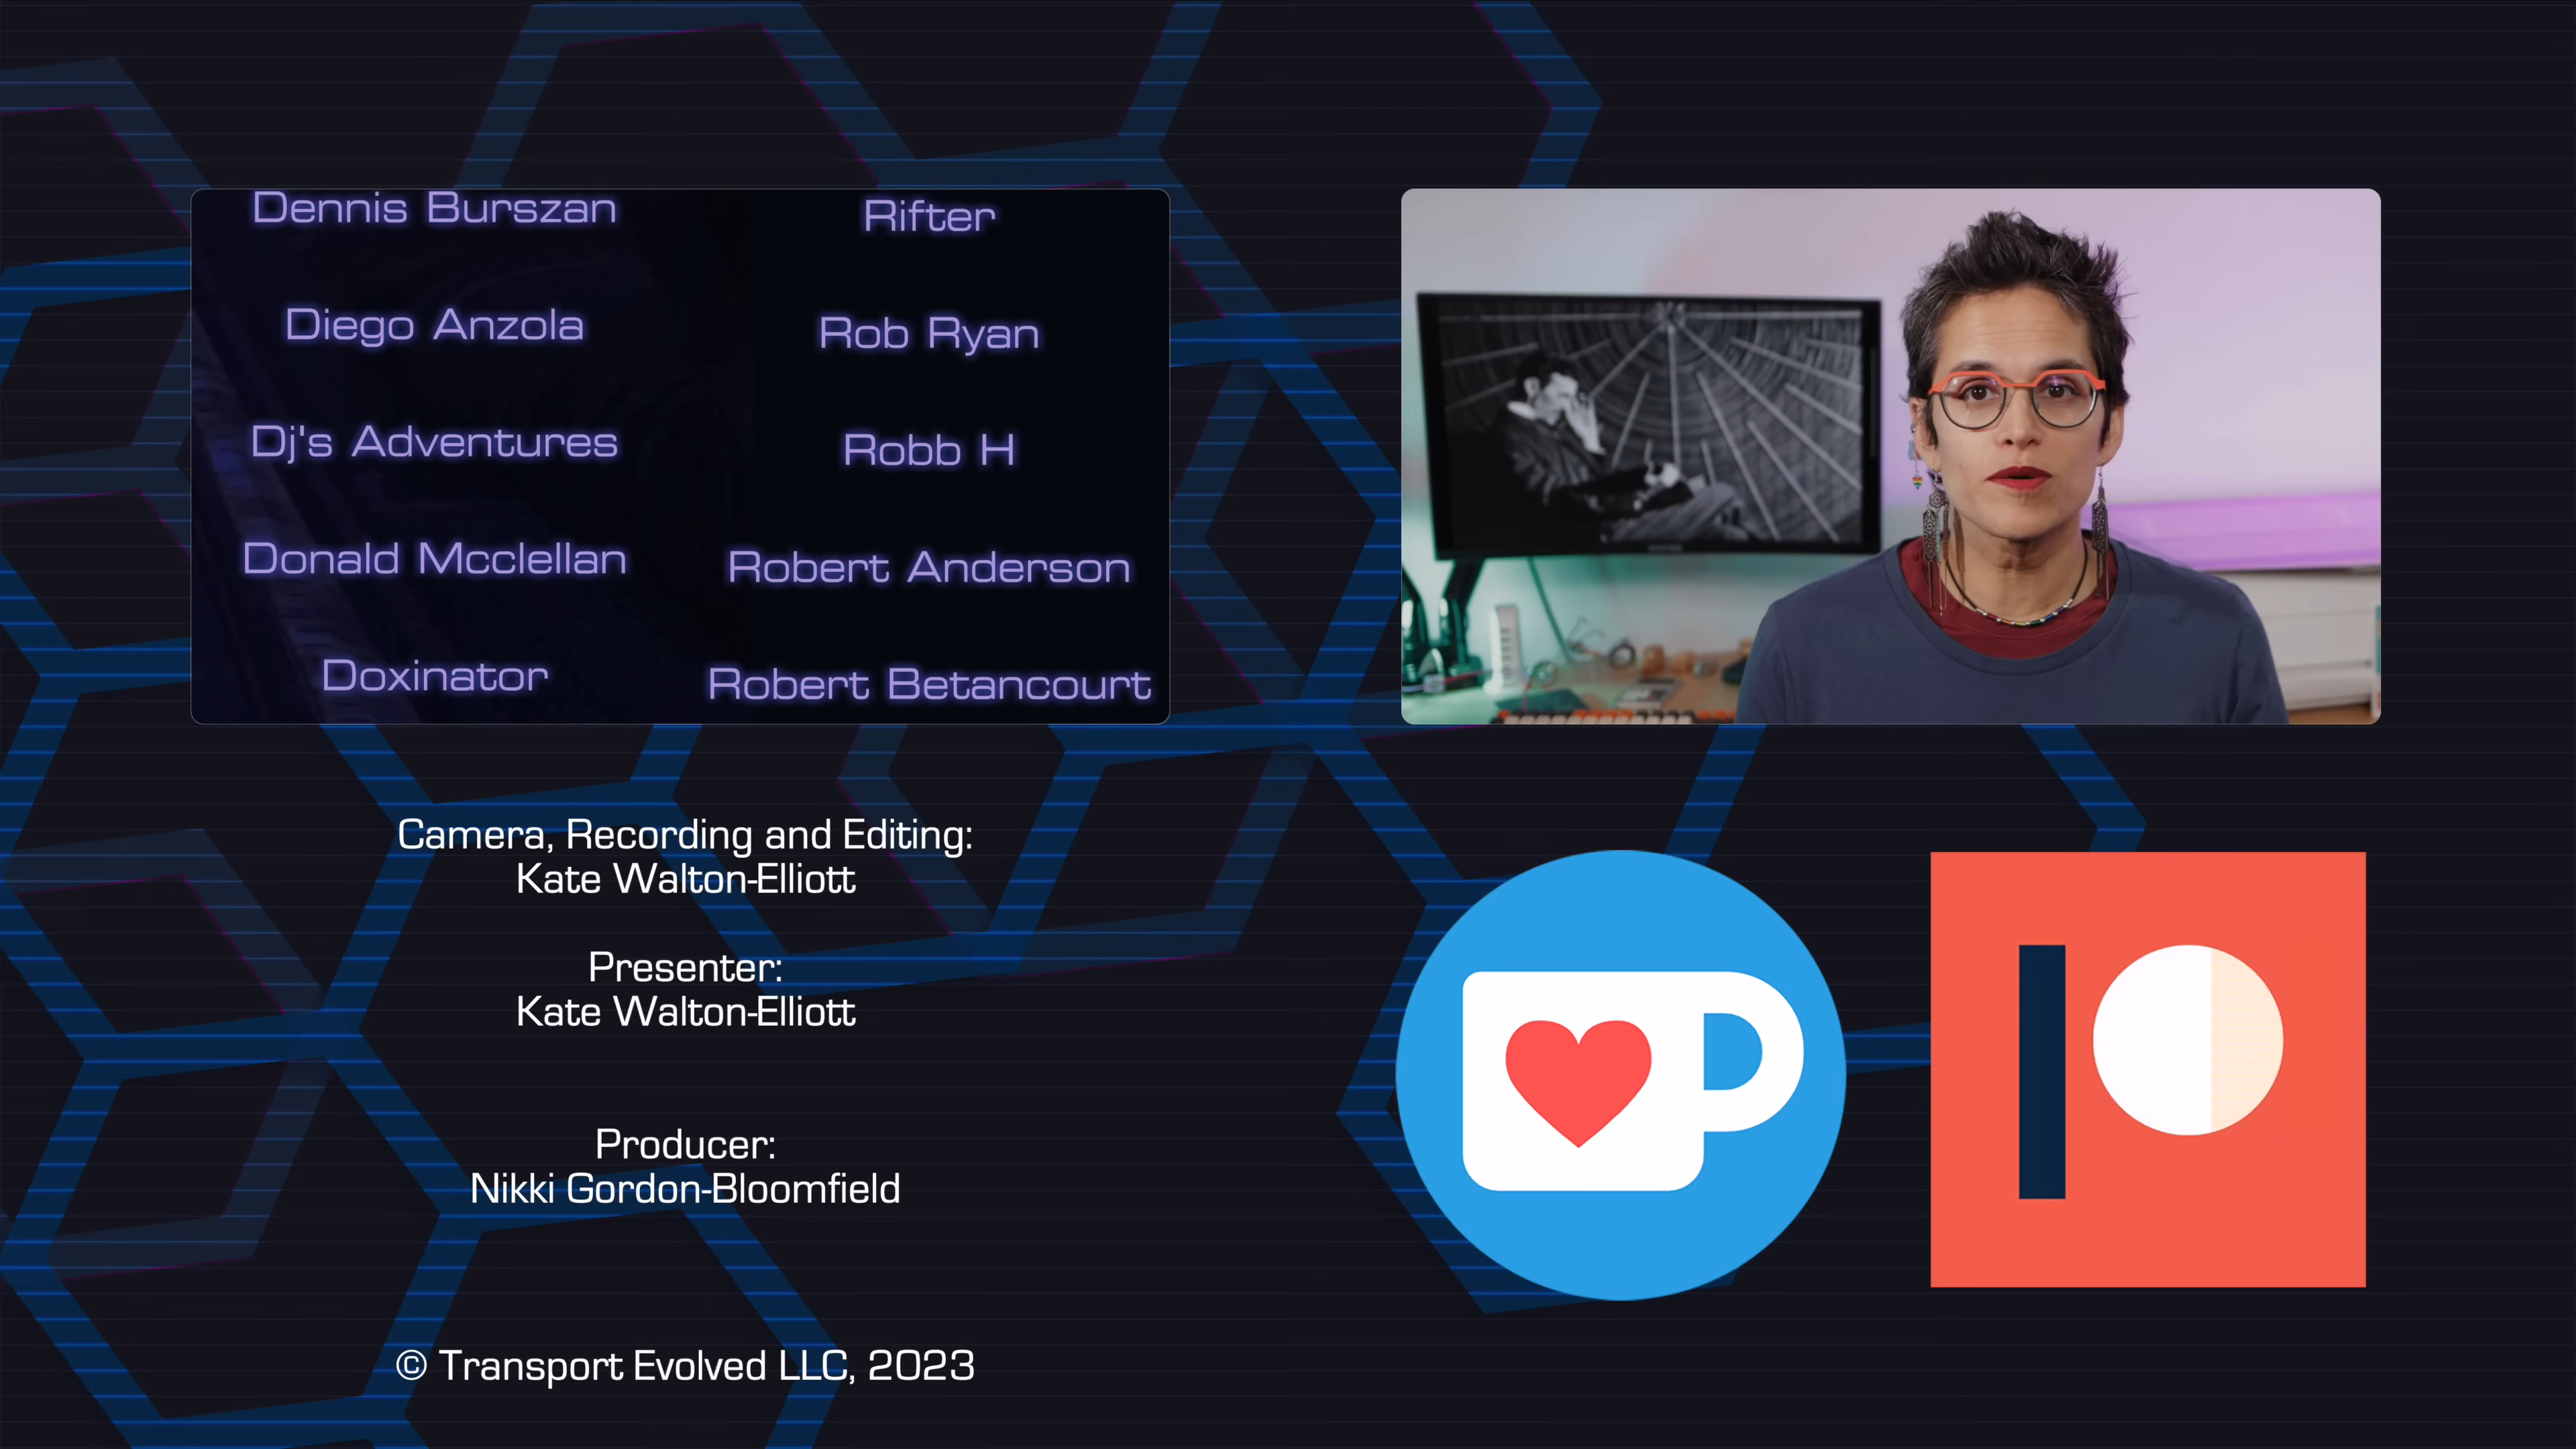 Dennis Burszan
Diego Anzola
Dj's Adventures
Donald Mcclellan
Doxinator
Rifter
Rob Ryan
Robb H
Robert Anderson
Robert Betancourt
Camera, Recording and Editing:
Kate Walton-Elliott
Presenter:
Kate Walton-Elliott
Producer:
Nikki Gordon-Bloomfield
© Transport Evolved LLC, 2023